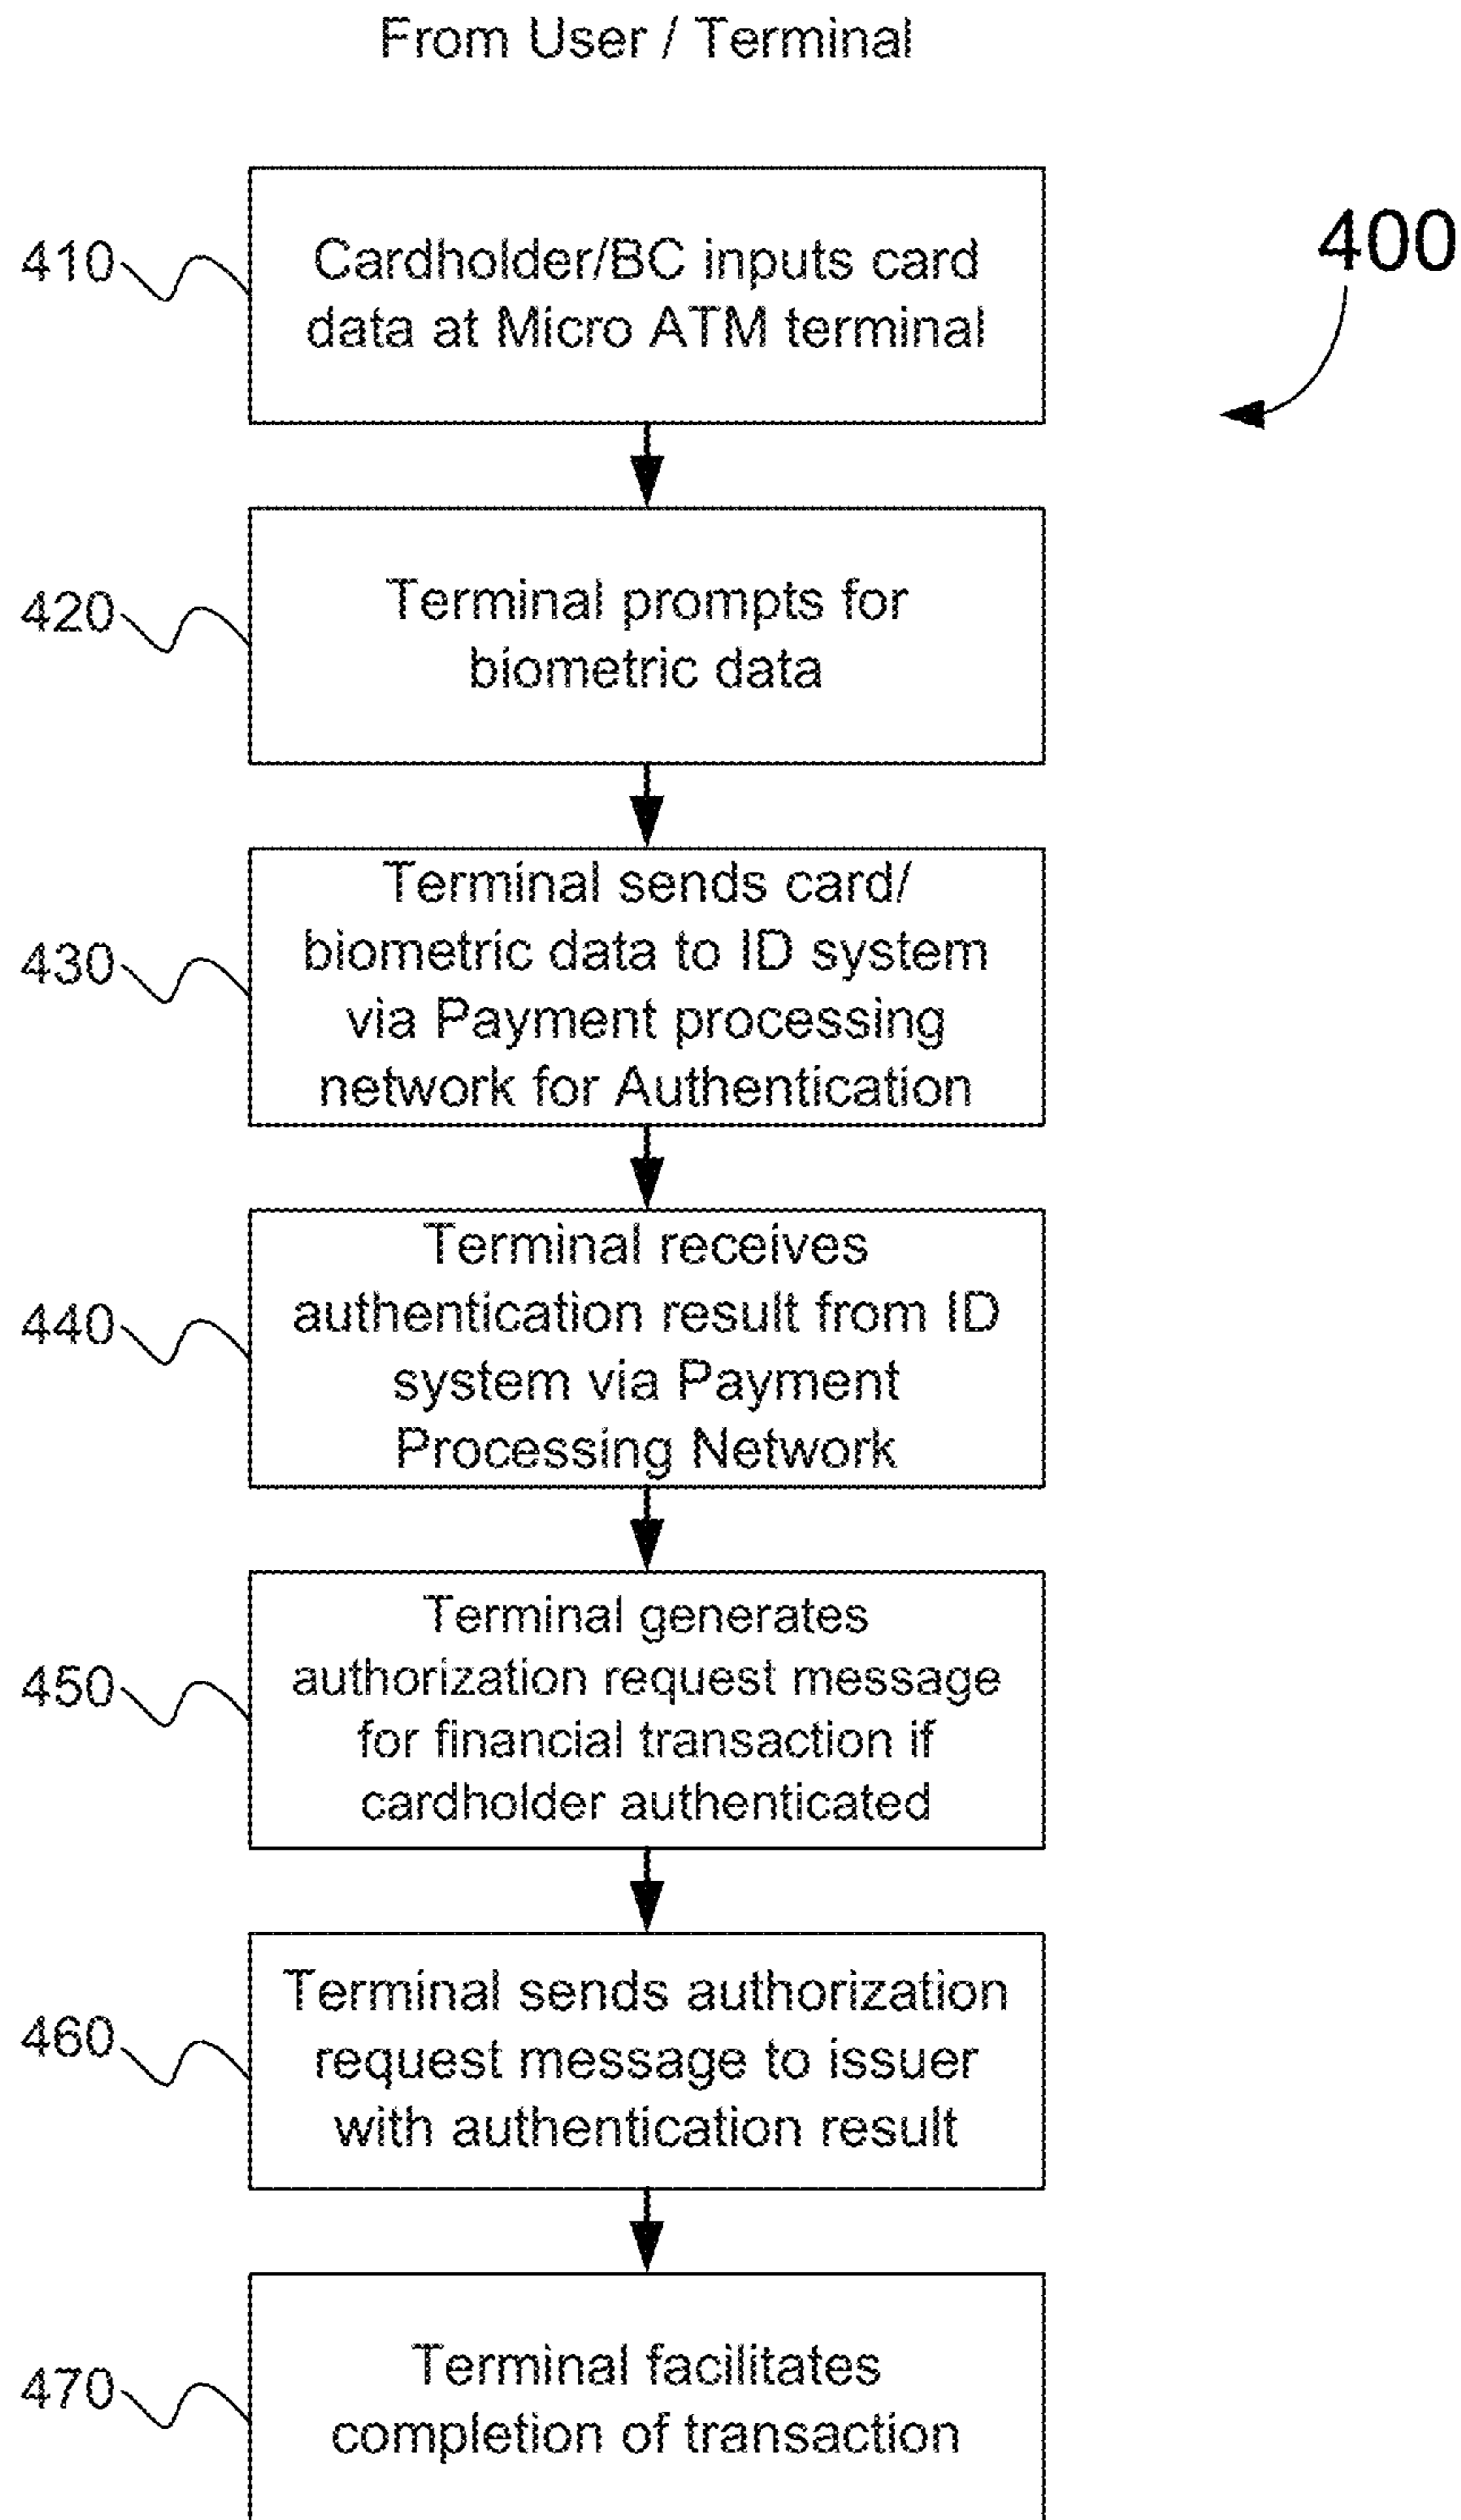 From User / Terminal
400
410
Cardholder/BC inputs card
data at Micro ATM terminal
420
Terminal prompts for
biometric data
430
Terminal sends card/
biometric data to ID system
via Payment processing
network for Authentication
440
Terminal receives
authentication result from ID
system via Payment
Processing Network
450
Terminal generates
authorization request message
for financial transaction if
cardholder authenticated
460
Terminal sends authorization
request message to issuer
with authentication result
470
Terminal facilitates
completion of transaction